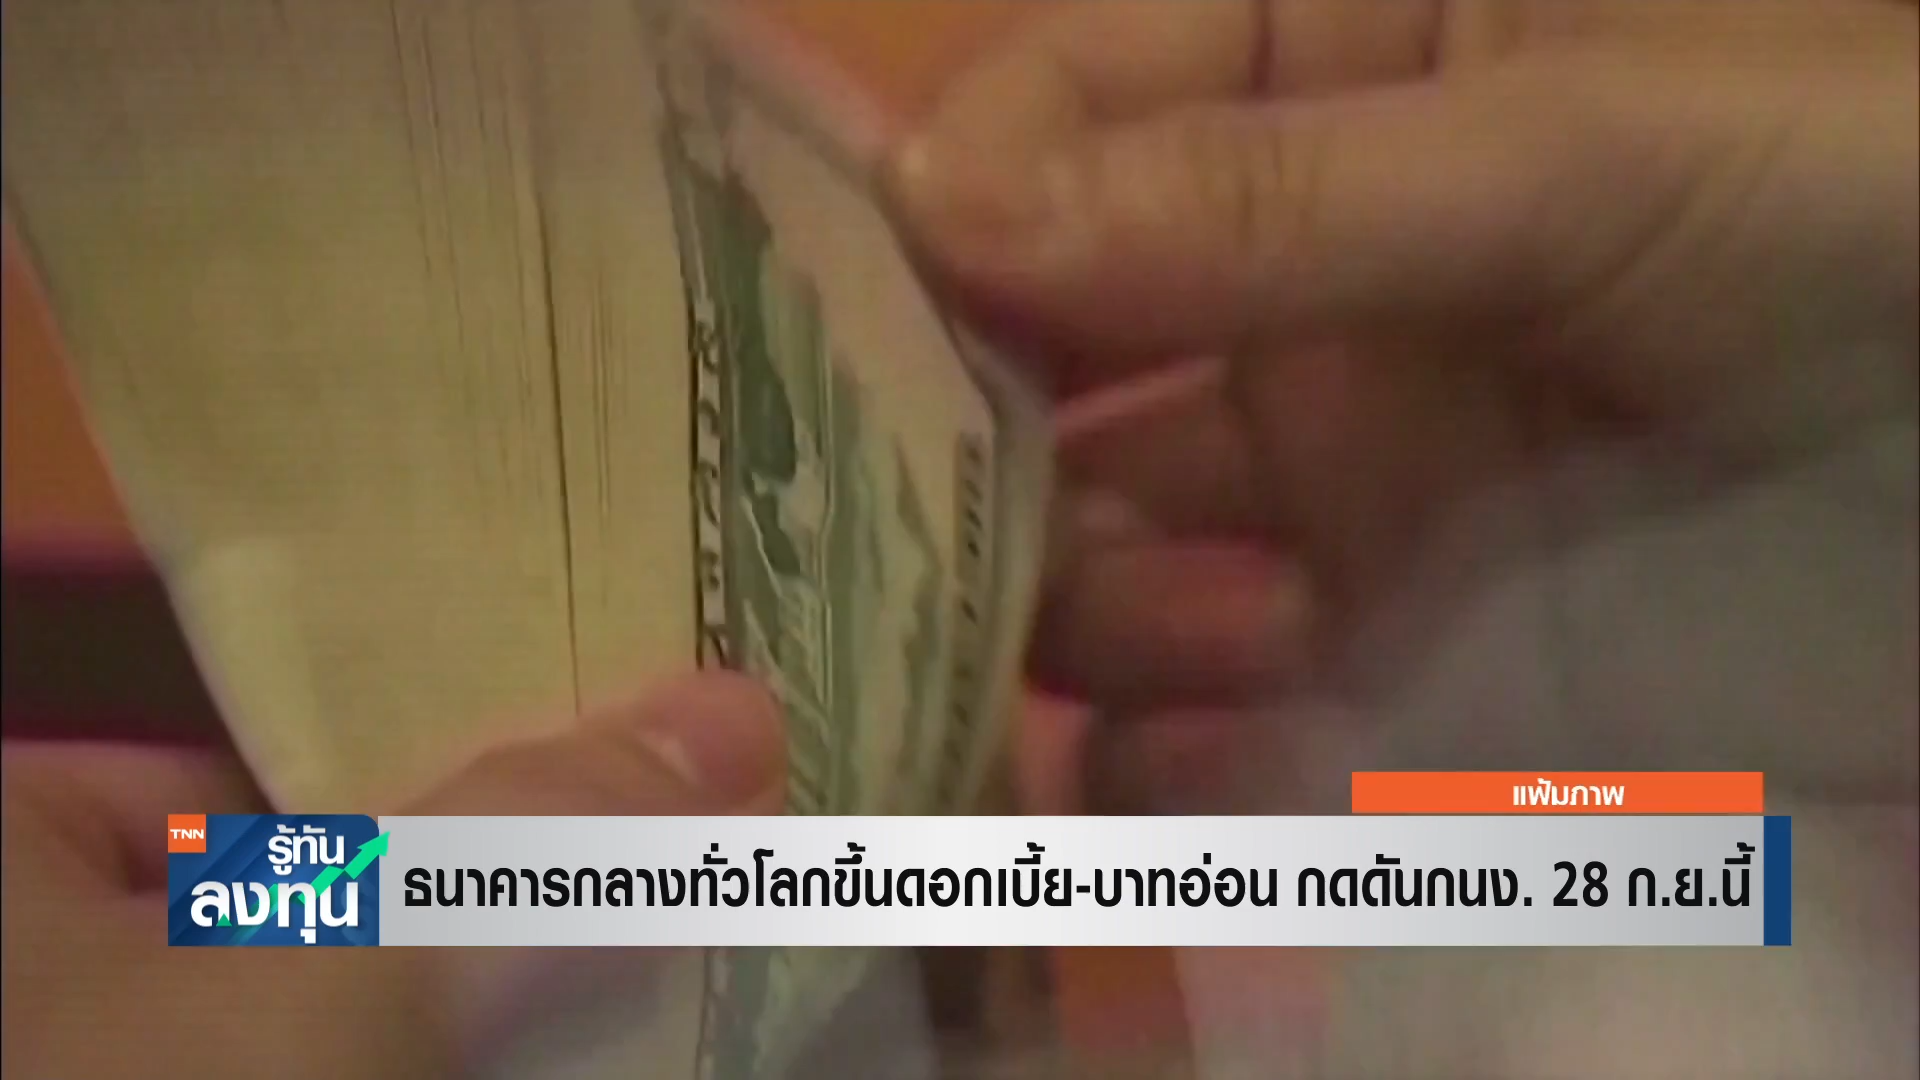 แฟ้มภาพ
TNN
รู้ทัน
ลงทุน
ธนาคารกลางทั่วโลกขึ้นดอกเบี้ย-บาทอ่อน กดดันกนง. 28 ก.ย.นี้